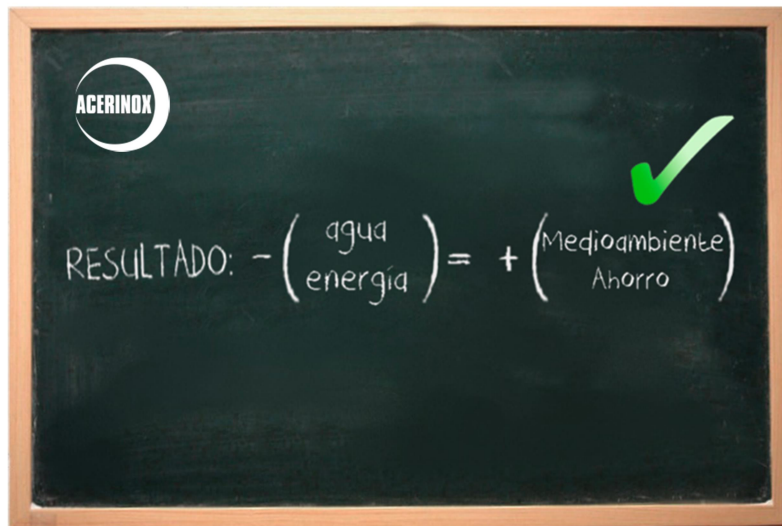 ACERINOX
RESULTADO: - ( agua energía ) = + ( Medioambiente Ahorro )